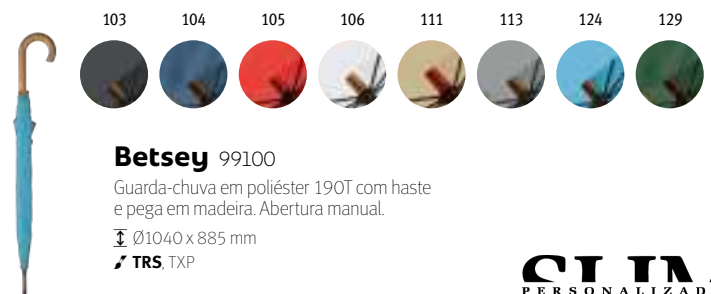 103 104 105 106 111 113 124 129
Betsey 99100
Guarda-chuva em poliéster 190T com haste
e pega em madeira. Abertura manual.
Ø1040 x 885 mm
TRS, TXP